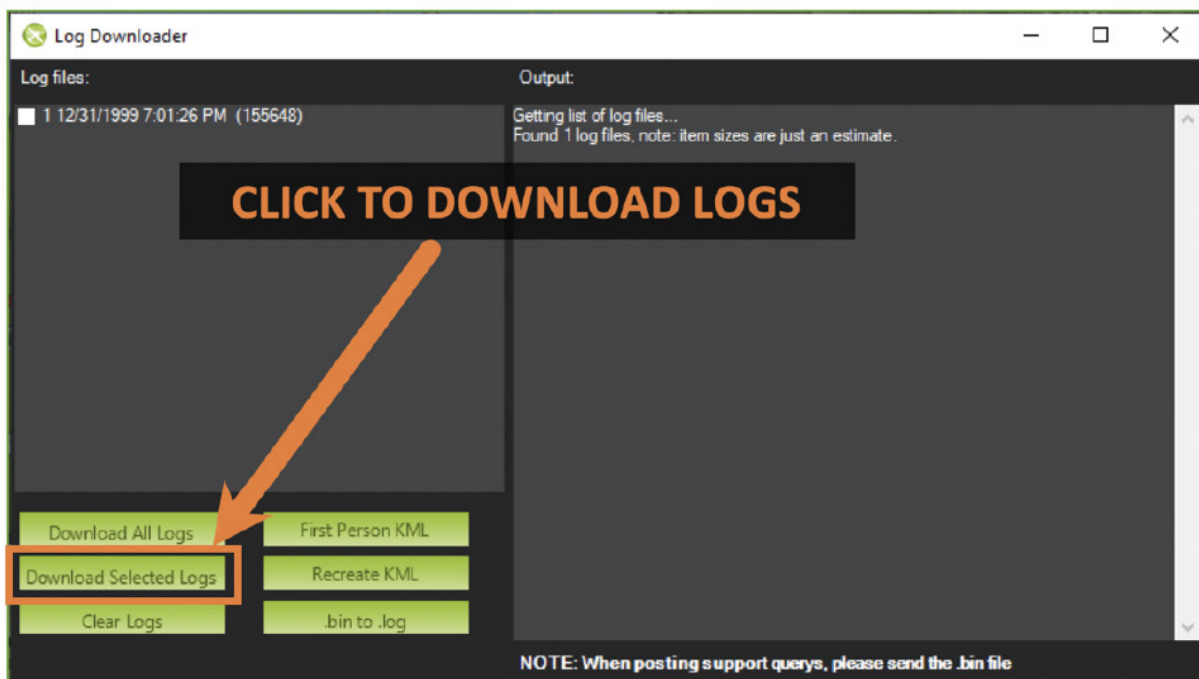 Log Downloader
Log files:
Output:
1 12/31/1999 7:01:26 PM (155648)
Getting list of log files...
Found 1 log files, note: item sizes are just an estimate.
CLICK TO DOWNLOAD LOGS
Download All Logs
First Person KML
Download Selected Logs
Recreate KML
Clear Logs
.bin to .log
NOTE: When posting support querys, please send the .bin file